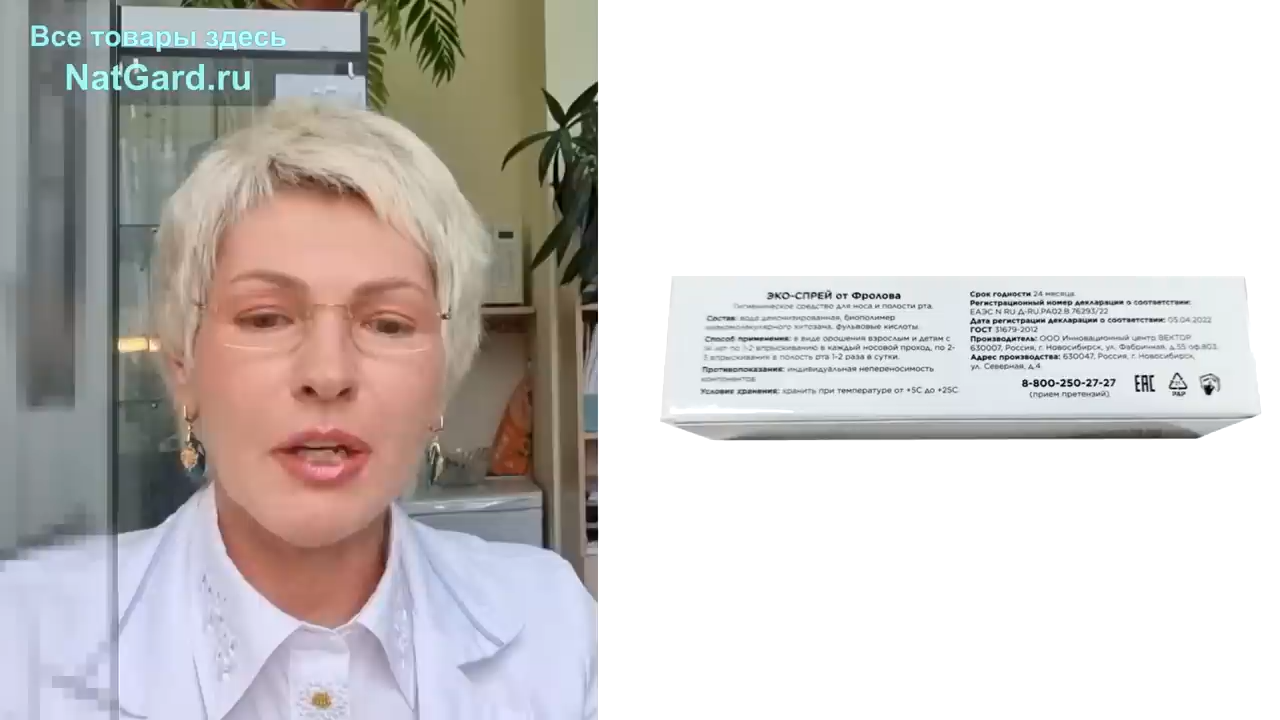 Все товары здесь
NatGard.ru
ЭКО-СПРЕЙ от Фролова
Гигиеническое средство для носа и полости рта.
Состав: вода деионизированная, биополимер
низкомолекулярного хитозана, фульвовые кислоты.
Способ применения: в виде орошения взрослым и детям с
14 лет по 1-2 впрыскиванию в каждый носовой проход, по 2-
3 впрыскивания в полость рта 1-2 раза в сутки.
Противопоказания: индивидуальная непереносимость
компонентов.
Условия хранения: хранить при температуре от +5С до +25С
Срок годности 24 месяца.
Регистрационный номер декларации о соответствии:
ЕАЭС N RU Д-RU.РА02.В.76293/22
Дата регистрации декларации о соответствии: 05.04.2022
ГОСТ 31679-2012
Производитель: ООО Инновационный центр ВЕКТОР
630007, Россия, г. Новосибирск, ул. Фабричная, д.55 оф.803,
Адрес производства: 630047, Россия, г. Новосибирск,
ул. Северная, д.4.
8-800-250-27-27
(прием претензий)
EAC
PAP